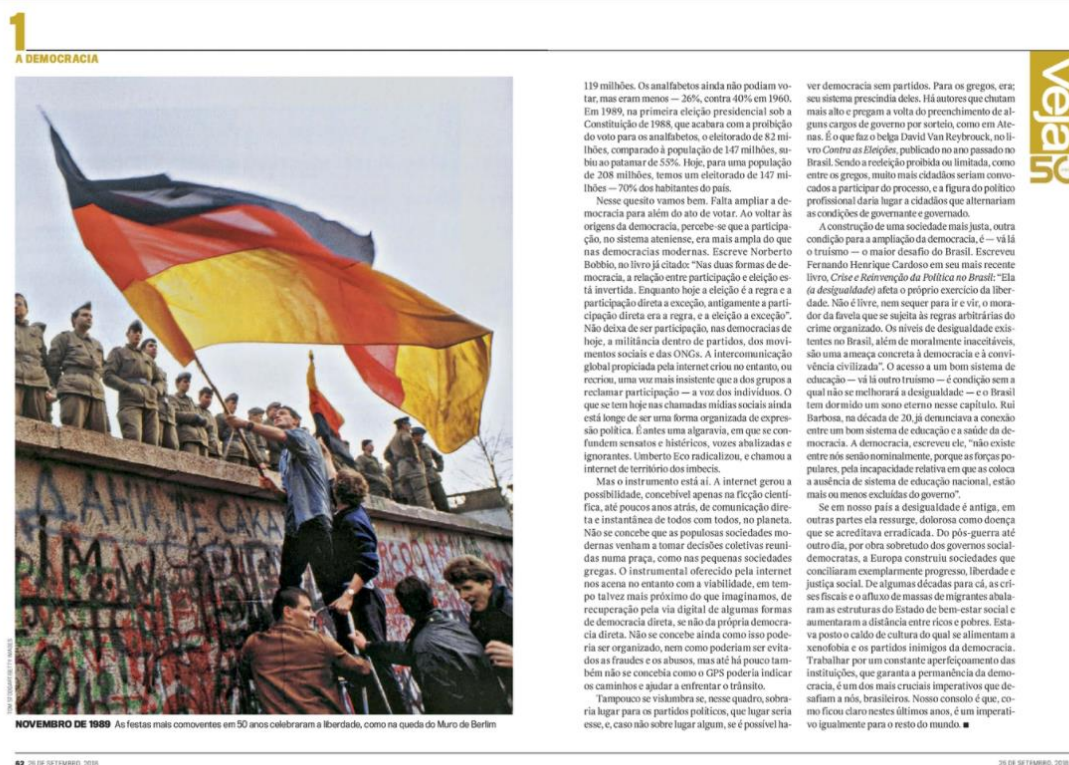 1
A DEMOCRACIA
Veja
50
119 milhões. Os analfabetos ainda não podiam vo-
tar, mas eram menos — 26%, contra 40% em 1960.
Em 1989, na primeira eleição presidencial sob a
Constituição de 1988, que acabara com a proibição
do voto para os analfabetos, o eleitorado de 82 mi-
lhões, comparado à população de 147 milhões, su-
biu ao patamar de 55%. Hoje, para uma população
de 208 milhões, temos um eleitorado de 147 mi-
lhões — 70% dos habitantes do país.
Nesse quesito vamos bem. Falta ampliar a de-
mocracia para além do ato de votar. Ao voltar às
origens da democracia, percebe-se que a participa-
ção, no sistema ateniense, era mais ampla do que
nas democracias modernas. Escreve Norberto
Bobbio, no livro já citado: “Nas duas formas de de-
mocracia, a relação entre participação e eleição es-
tá invertida. Enquanto hoje a eleição é a regra e a
participação direta a exceção, antigamente a parti-
cipação direta era a regra, e a eleição a exceção”.
Não deixa de ser participação, nas democracias de
hoje, a militância dentro de partidos, dos movi-
mentos sociais e das ONGs. A intercomunicação
global propiciada pela internet criou no entanto, ou
recriou, uma voz mais insistente que a dos grupos a
reclamar participação — a voz dos indivíduos. O
que se tem hoje nas chamadas mídias sociais ainda
está longe de ser uma forma organizada de expres-
são política. É antes uma algaravia, em que se con-
fundem sensatos e histéricos, vozes abalizadas e
ignorantes. Umberto Eco radicalizou, e chamou a
internet de território dos imbecis.
Mas o instrumento está aí. A internet gerou a
possibilidade, concebível apenas na ficção cientí-
fica, até poucos anos atrás, de comunicação dire-
ta e instantânea de todos com todos, no planeta.
Não se concebe que as populosas sociedades mo-
dernas venham a tomar decisões coletivas reuni-
das numa praça, como nas pequenas sociedades
gregas. O instrumental oferecido pela internet
nos acena no entanto com a viabilidade, em tem-
po talvez mais próximo do que imaginamos, de
recuperação pela via digital de algumas formas
de democracia direta, se não da própria democra-
cia direta. Não se concebe ainda como isso pode-
ria ser organizado, nem como poderiam ser evita-
das as fraudes e os abusos, mas até há pouco tam-
bém não se concebia como o GPS poderia indicar
os caminhos e ajudar a enfrentar o trânsito.
Tampouco se vislumbra se, nesse quadro, sobra-
ria lugar para os partidos políticos, que lugar seria
esse, e, caso não sobre lugar algum, se é possível ha-
ver democracia sem partidos. Para os gregos, era;
seu sistema prescindia deles. Há autores que chutam
mais alto e pregam a volta do preenchimento de al-
guns cargos de governo por sorteio, como em Ate-
nas. É o que faz o belga David Van Reybrouck, no li-
vro Contra as Eleições, publicado no ano passado no
Brasil. Sendo a reeleição proibida ou limitada, como
entre os gregos, muito mais cidadãos seriam convo-
cados a participar do processo, e a figura do político
profissional daria lugar a cidadãos que alternariam
as condições de governante e governado.
A construção de uma sociedade mais justa, outra
condição para a ampliação da democracia, é — vá lá
o truísmo — o maior desafio do Brasil. Escreveu
Fernando Henrique Cardoso em seu mais recente
livro, Crise e Reinvenção da Política no Brasil: “Ela
(a desigualdade) afeta o próprio exercício da liber-
dade. Não é livre, nem sequer para ir e vir, o mora-
dor da favela que se sujeita às regras arbitrárias do
crime organizado. Os níveis de desigualdade exis-
tentes no Brasil, além de moralmente inaceitáveis,
são uma ameaça concreta à democracia e à convi-
vência civilizada”. O acesso a um bom sistema de
educação — vá lá outro truísmo — é condição sem a
qual não se melhorará a desigualdade — e o Brasil
tem dormido um sono eterno nesse capítulo. Rui
Barbosa, na década de 20, já denunciava a conexão
entre um bom sistema de educação e a saúde da de-
mocracia. A democracia, escreveu ele, “não existe
entre nós senão nominalmente, porque as forças po-
pulares, pela incapacidade relativa em que as coloca
a ausência de sistema de educação nacional, estão
mais ou menos excluídas do governo”.
Se em nosso país a desigualdade é antiga, em
outras partes ela ressurge, dolorosa como doença
que se acreditava erradicada. Do pós-guerra até
outro dia, por obra sobretudo dos governos social-
democratas, a Europa construiu sociedades que
conciliaram exemplarmente progresso, liberdade e
justiça social. De algumas décadas para cá, as cri-
ses fiscais e o afluxo de massas de migrantes abala-
ram as estruturas do Estado de bem-estar social e
aumentaram a distância entre ricos e pobres. Esta-
va posto o caldo de cultura do qual se alimentam a
xenofobia e os partidos inimigos da democracia.
Trabalhar por um constante aperfeiçoamento das
instituições, que garanta a permanência da demo-
cracia, é um dos mais cruciais imperativos que de-
safiam a nós, brasileiros. Nosso consolo é que, co-
mo ficou claro nestes últimos anos, é um imperati-
vo igualmente para o resto do mundo. ■
NOVEMBRO DE 1989 As festas mais comoventes em 50 anos celebraram a liberdade, como na queda do Muro de Berlim
62 26 DE SETEMBRO, 2018
26 DE SETEMBRO, 2018